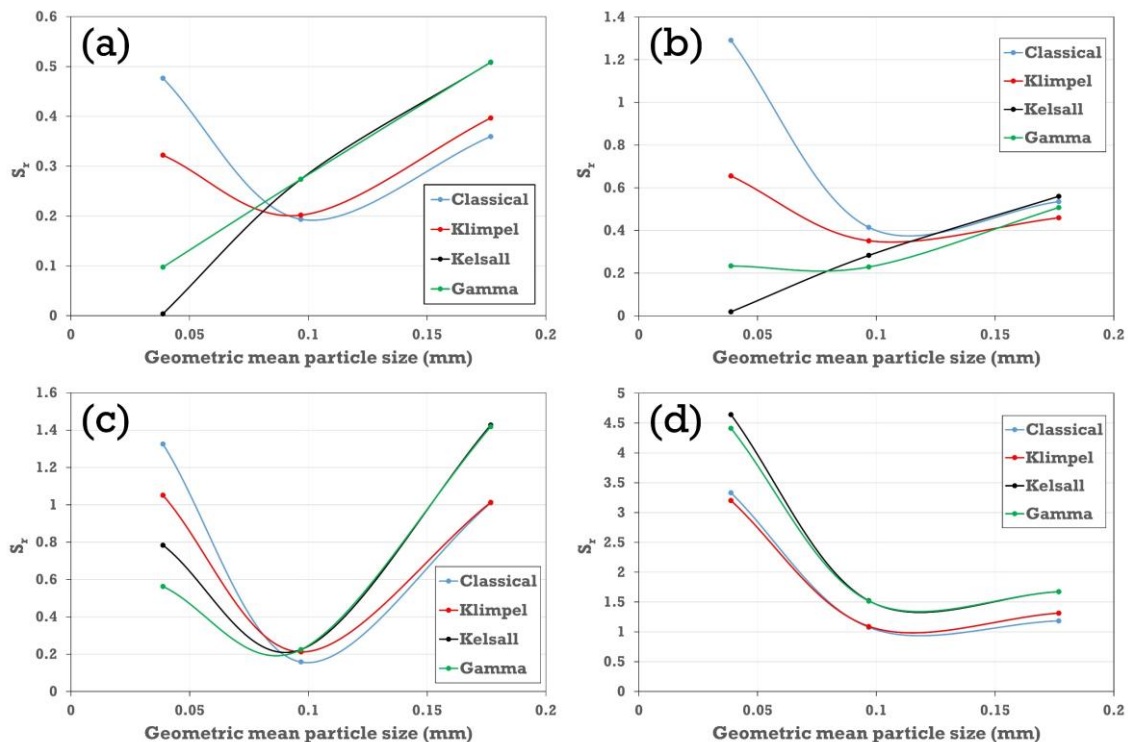 (a)
0.6
0.5
0.4
0.3
0.2
0.1
0
Sr
Classical
Klimpel
Kelsall
Gamma
0 0.05 0.1 0.15 0.2
Geometric mean particle size (mm)
(b)
1.4
1.2
1
0.8
0.6
0.4
0.2
0
Sr
Classical
Klimpel
Kelsall
Gamma
0 0.05 0.1 0.15 0.2
Geometric mean particle size (mm)
(c)
1.6
1.4
1.2
1
0.8
0.6
0.4
0.2
0
Sr
Classical
Klimpel
Kelsall
Gamma
0 0.05 0.1 0.15 0.2
Geometric mean particle size (mm)
(d)
5
4.5
4
3.5
3
2.5
2
1.5
1
0.5
0
Sr
Classical
Klimpel
Kelsall
Gamma
0 0.05 0.1 0.15 0.2
Geometric mean particle size (mm)